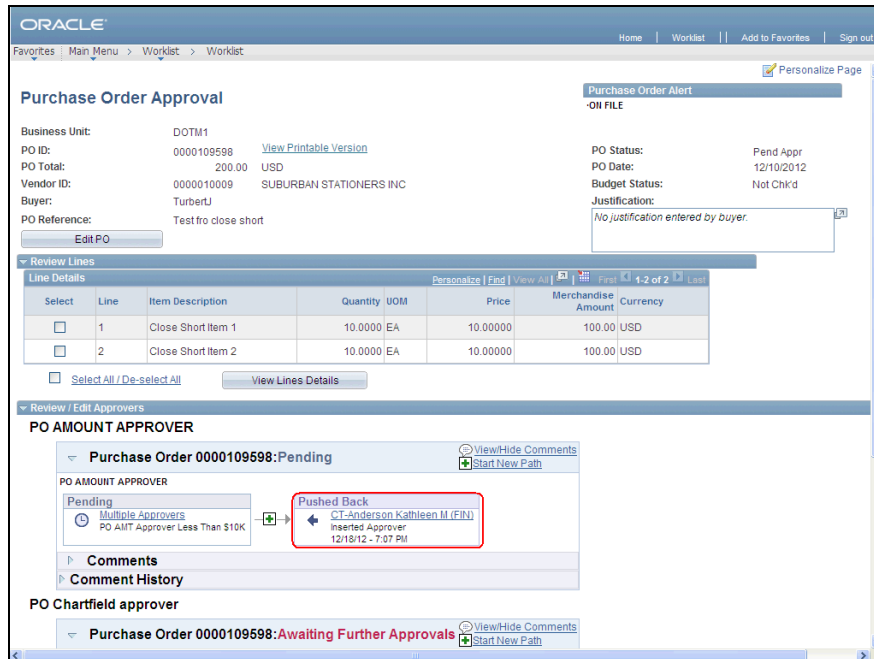 ORACLE
Home | Worklist || Add to Favorites | Sign out
Favorites | Main Menu > Worklist > Worklist
Personalize Page
Purchase Order Approval
Purchase Order Alert
·ON FILE
Business Unit: DOTM1
PO ID: 0000109598 View Printable Version
PO Status: Pend Appr
PO Total: 200.00 USD
PO Date: 12/10/2012
Vendor ID: 0000010009 SUBURBAN STATIONERS INC
Budget Status: Not Chk'd
Buyer: TurbertJ
Justification:
PO Reference: Test fro close short
No justification entered by buyer.
Edit PO
Review Lines
Line Details
Personalize | Find | View All | First 1-2 of 2 Last
Select Line Item Description Quantity UOM Price Merchandise Amount Currency
1 Close Short Item 1 10.0000 EA 10.00000 100.00 USD
2 Close Short Item 2 10.0000 EA 10.00000 100.00 USD
Select All / De-select All View Lines Details
Review / Edit Approvers
PO AMOUNT APPROVER
Purchase Order 0000109598:Pending
View/Hide Comments
Start New Path
PO AMOUNT APPROVER
Pending
Multiple Approvers
PO AMT Approver Less Than $10K
Pushed Back
CT-Anderson Kathleen M (FIN)
Inserted Approver
12/18/12 - 7:07 PM
Comments
Comment History
PO Chartfield approver
Purchase Order 0000109598:Awaiting Further Approvals
View/Hide Comments
Start New Path